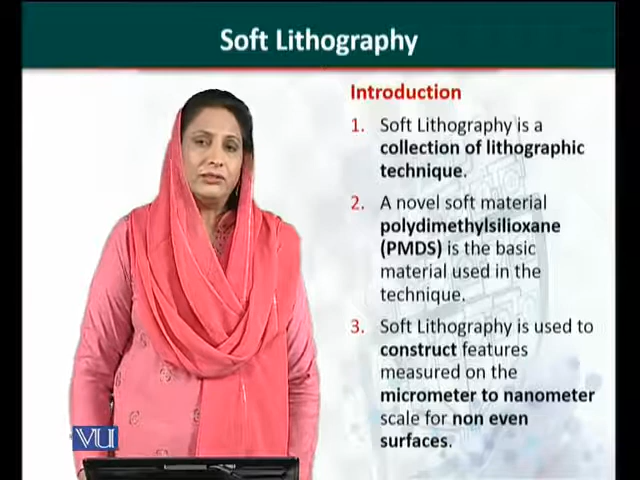 Soft Lithography
Introduction
1. Soft Lithography is a
collection of lithographic
technique.
2. A novel soft material
polydimethylsilioxane
(PMDS) is the basic
material used in the
technique.
3. Soft Lithography is used to
construct features
measured on the
micrometer to nanometer
scale for non even
surfaces.
VU